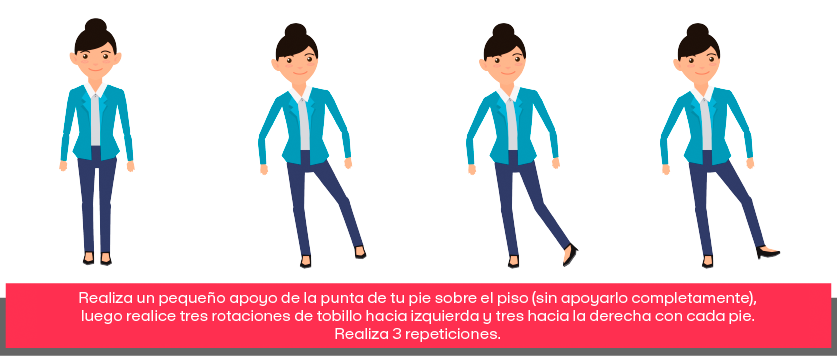 Realiza un pequeño apoyo de la punta de tu pie sobre el piso (sin apoyarlo completamente),
luego realice tres rotaciones de tobillo hacia izquierda y tres hacia la derecha con cada pie.
Realiza 3 repeticiones.